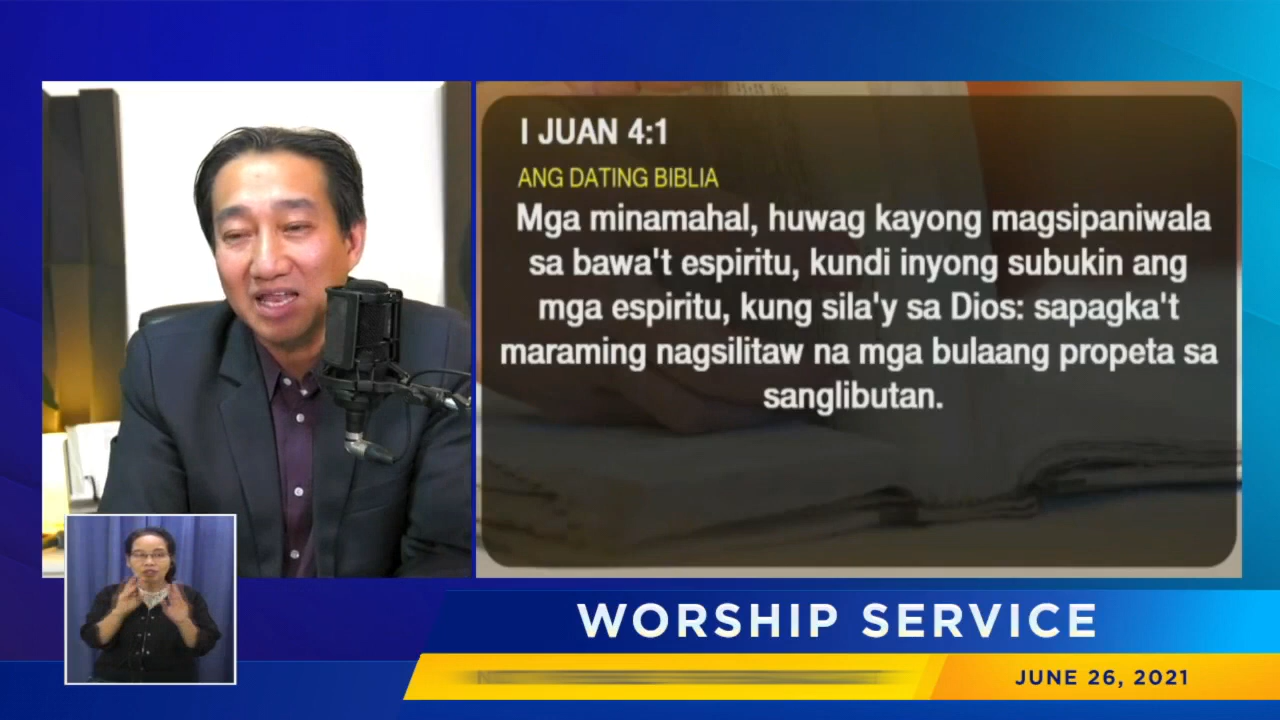 I JUAN 4:1
ANG DATING BIBLIA
Mga minamahal, huwag kayong magsipaniwala
sa bawa't espiritu, kundi inyong subukin ang
mga espiritu, kung sila'y sa Dios: sapagka't
maraming nagsilitaw na mga bulaang propeta sa
sanglibutan.
WORSHIP SERVICE
JUNE 26, 2021